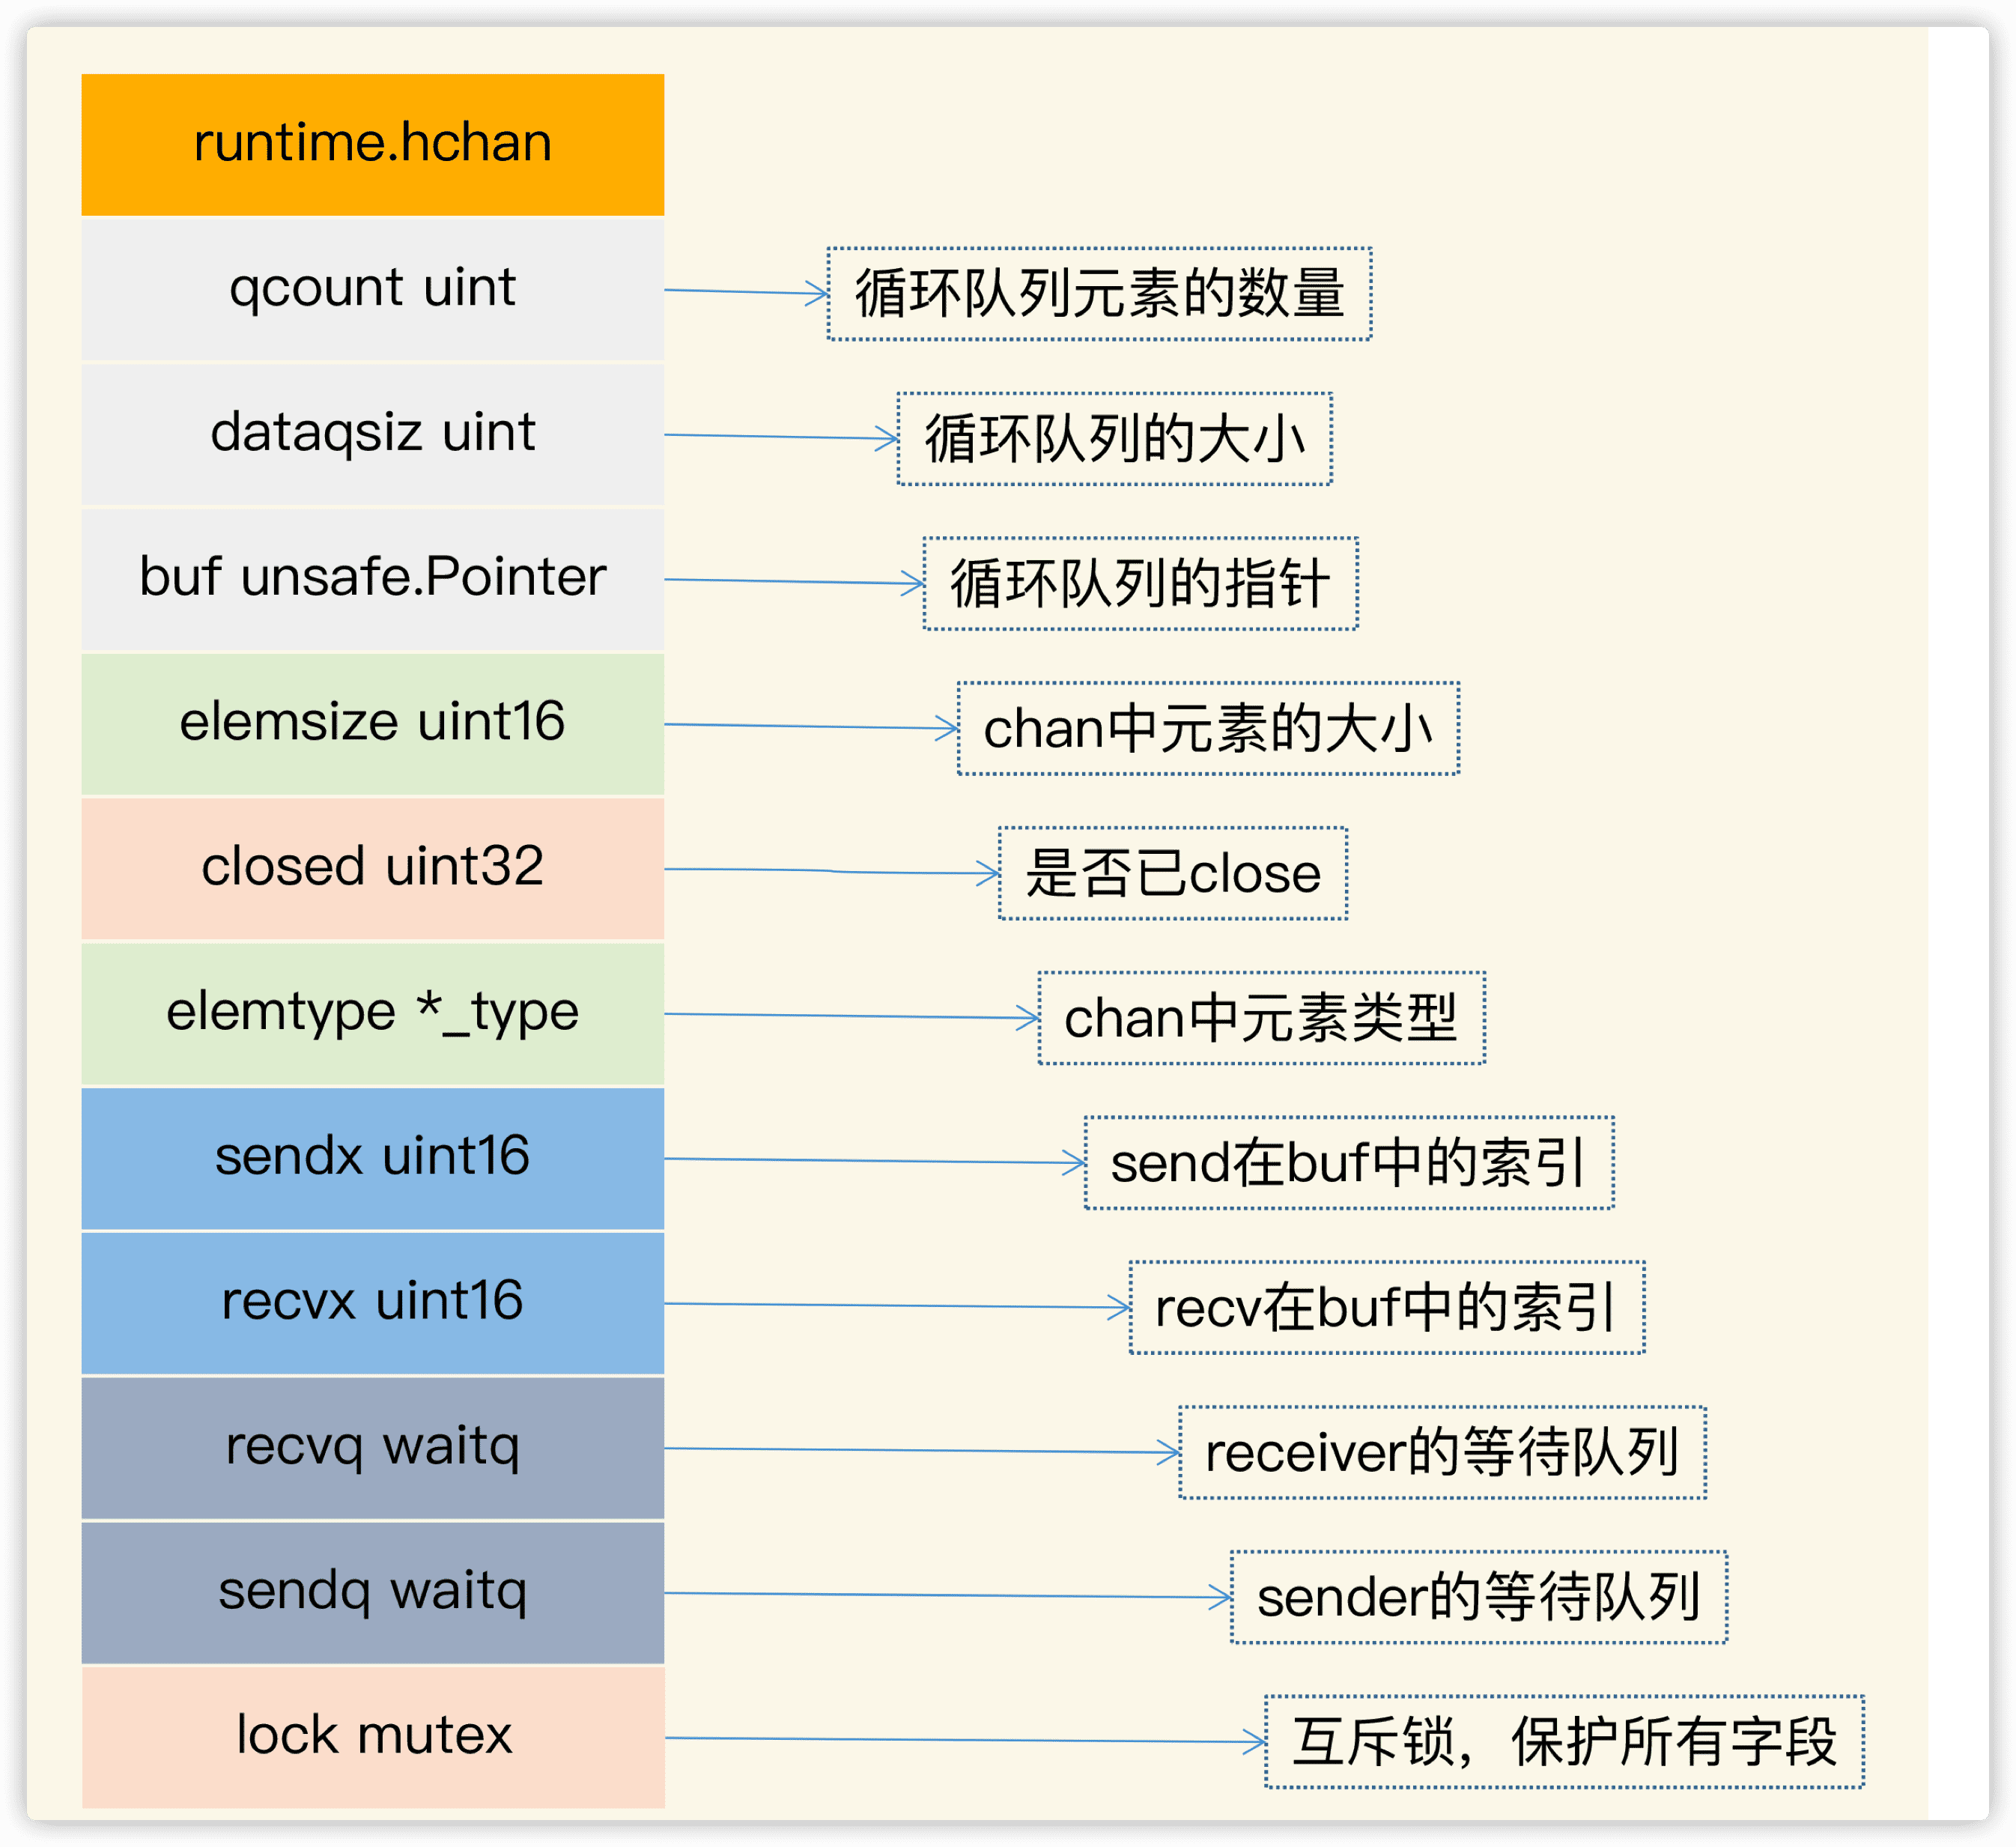 runtime.hchan
qcount uint
循环队列元素的数量
dataqsiz uint
循环队列的大小
buf unsafe.Pointer
循环队列的指针
elemsize uint16
chan中元素的大小
closed uint32
是否已close
elemtype *_type
chan中元素类型
sendx uint16
send在buf中的索引
recvx uint16
recv在buf中的索引
recvq waitq
receiver的等待队列
sendq waitq
sender的等待队列
lock mutex
互斥锁，保护所有字段